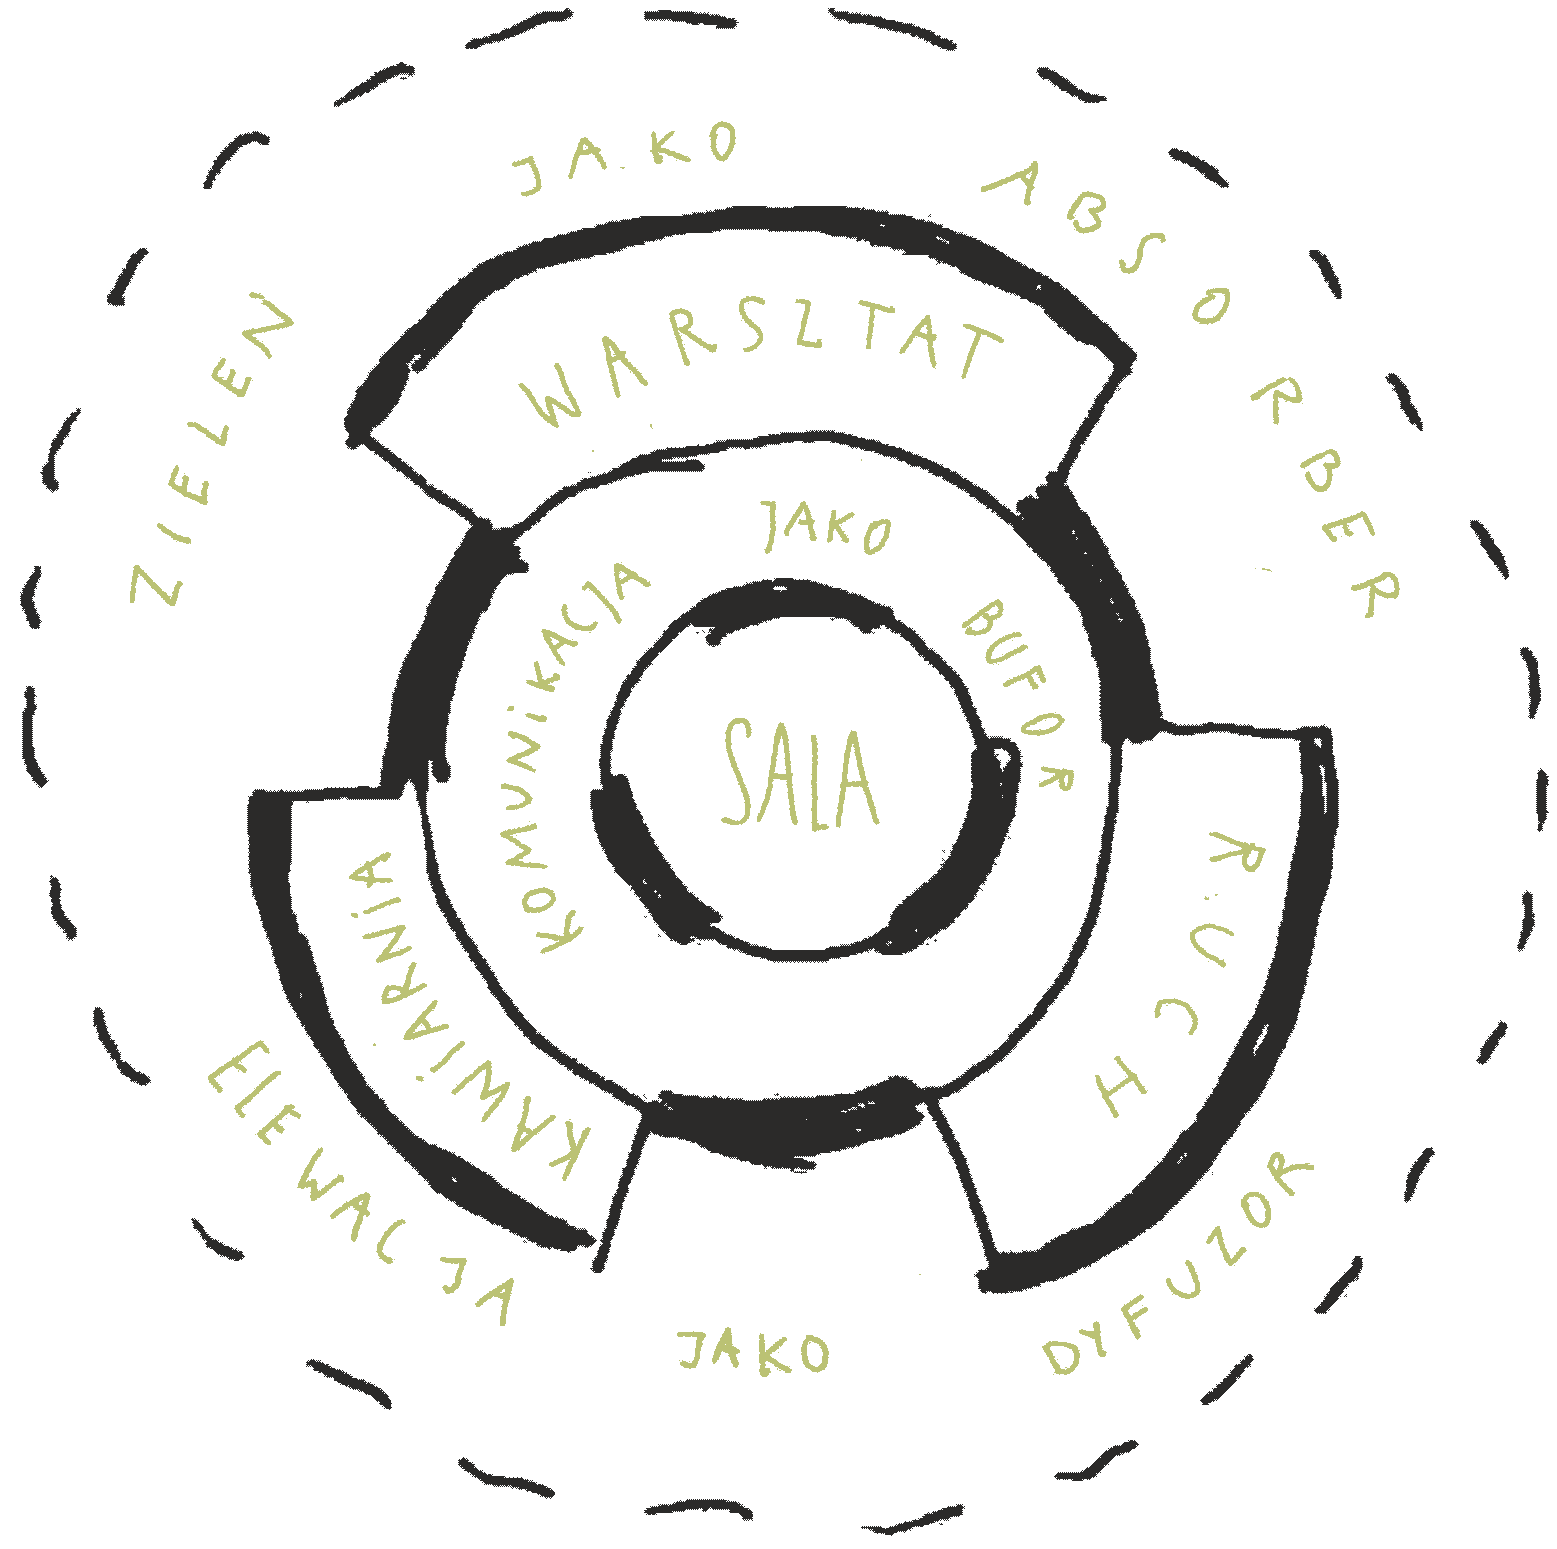 ZIELEN JAKO ABSORBER
WARSZTAT
KOMUNIKACJA JAKO BUFOR
SALA
KAWIARNIA
RUCH
ELEWACJA JAKO DYFUZOR